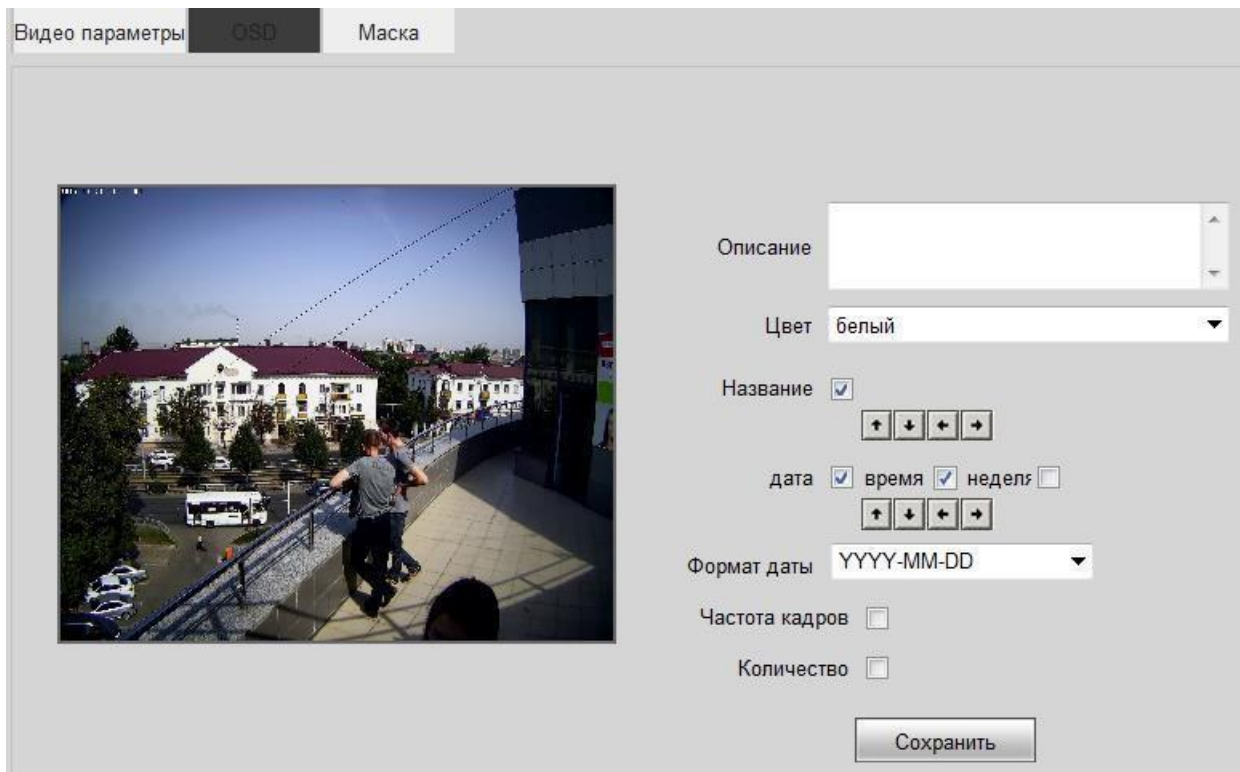 Видео параметры OSD Маска
Описание
Цвет белый
Название
дата время неделя
Формат даты YYYY-MM-DD
Частота кадров
Количество
Сохранить